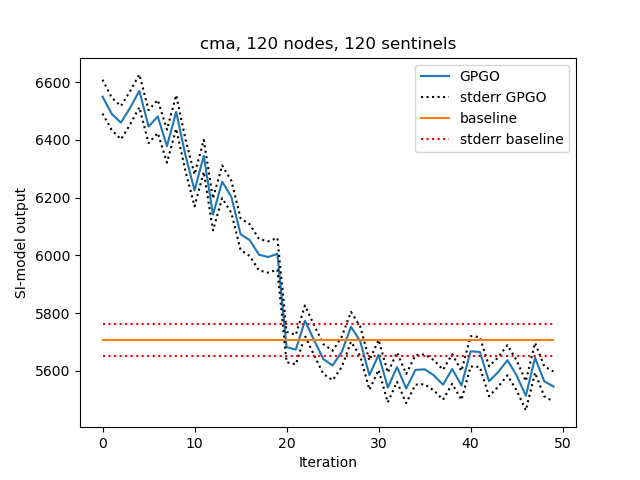 cma, 120 nodes, 120 sentinels
GPGO
stderr GPGO
baseline
stderr baseline
SI-model output
6600
6400
6200
6000
5800
5600
0 10 20 30 40 50
Iteration